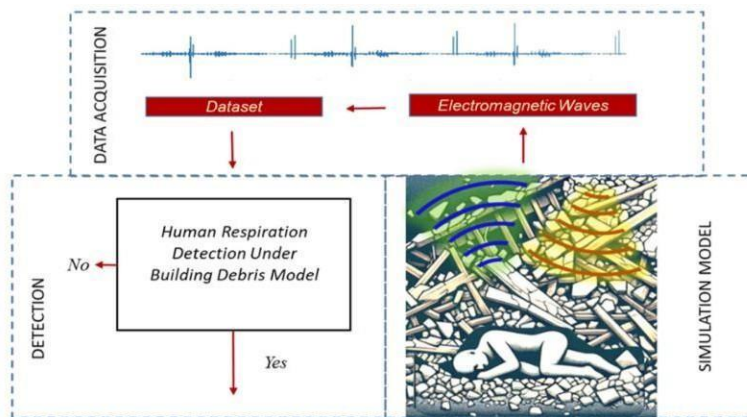 DATA ACQUISITION
Dataset
Electromagnetic Waves
DETECTION
Human Respiration
Detection Under
Building Debris Model
No
Yes
SIMULATION MODEL